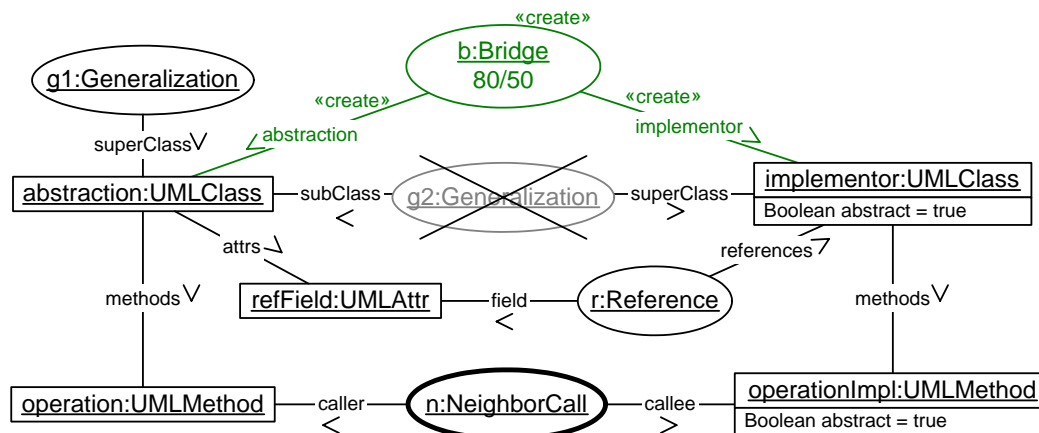 «create»
b:Bridge
80/50
g1:Generalization
«create»
«create»
abstraction
implementor
superClass
abstraction:UMLClass
subClass
g2:Generalization
superClass
implementor:UMLClass
Boolean abstract = true
attrs
references
methods
refField:UMLAttr
field
r:Reference
methods
operation:UMLMethod
caller
n:NeighborCall
callee
operationImpl:UMLMethod
Boolean abstract = true